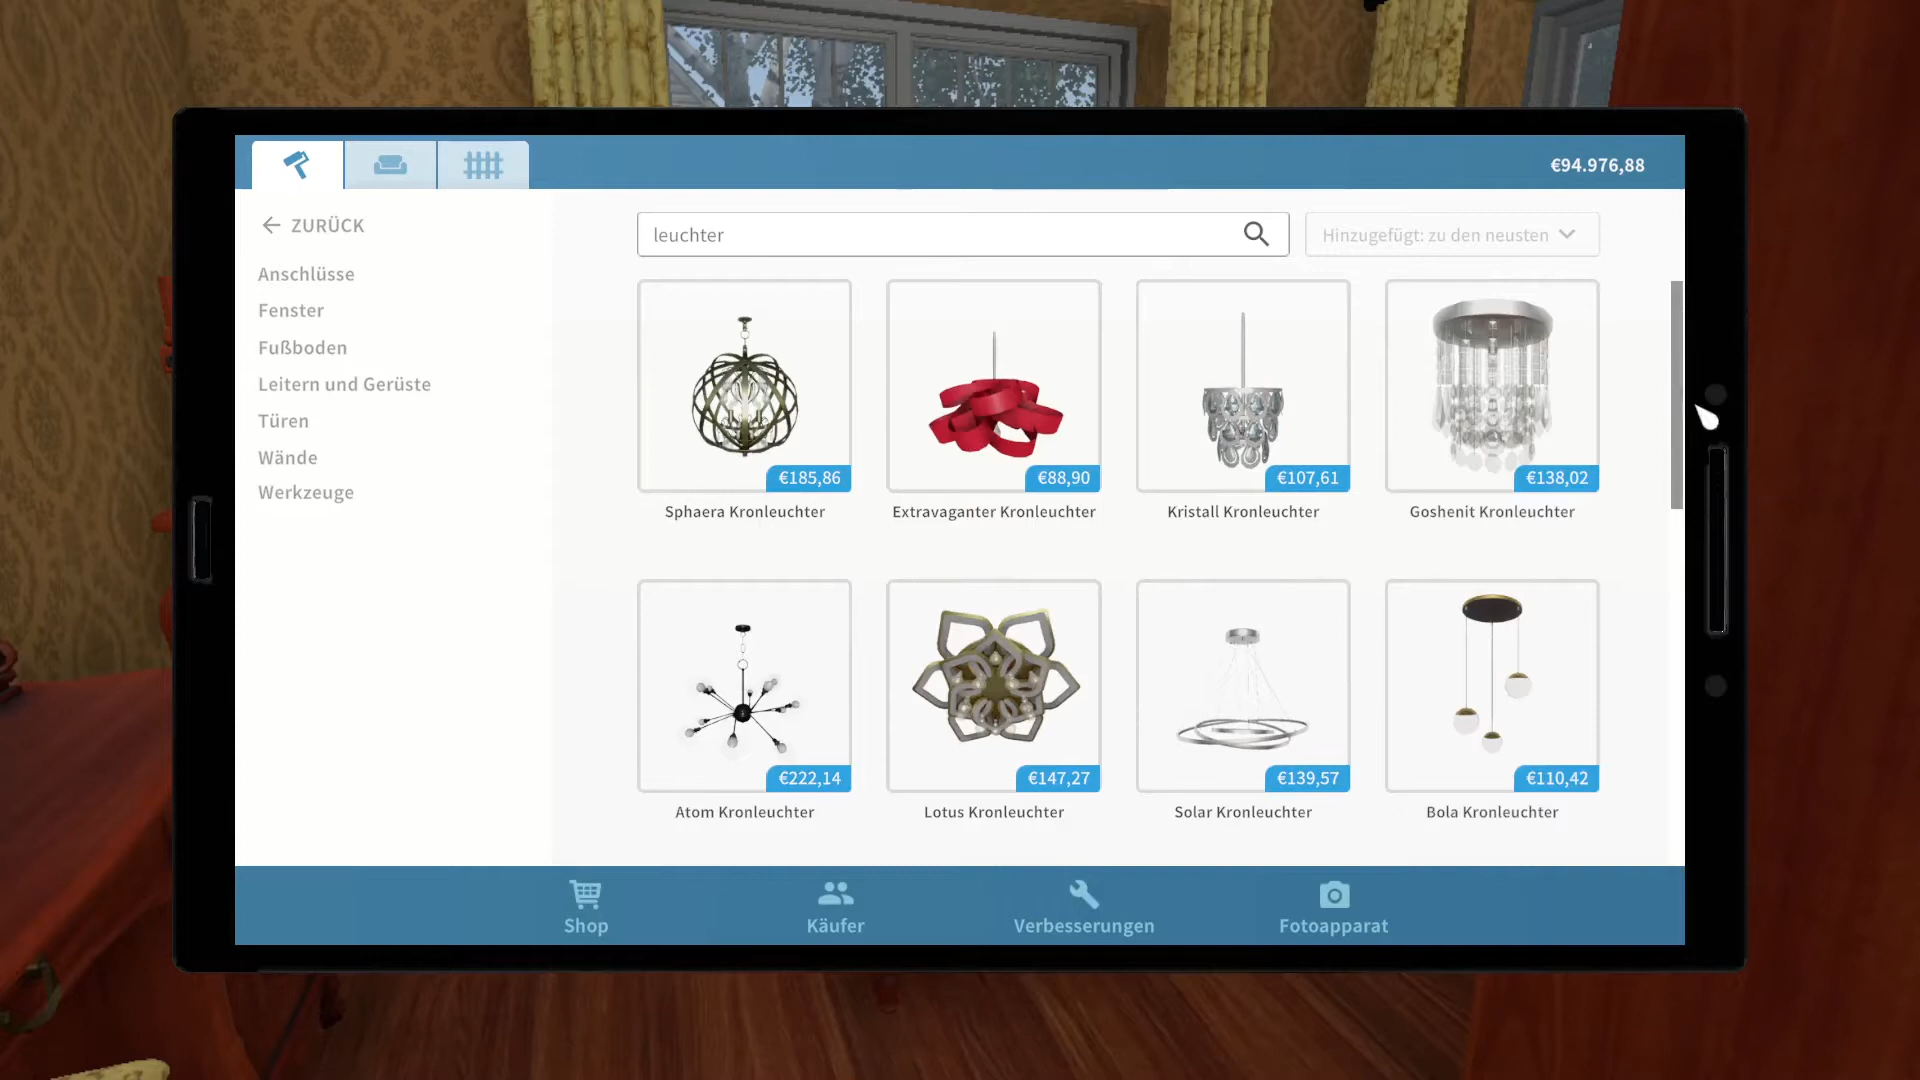 €94.976,88
ZURÜCK
leuchter
Hinzugefügt: zu den neusten
Anschlüsse
Fenster
Fußboden
Leitern und Gerüste
Türen
Wände
Werkzeuge
€185,86
€88,90
€107,61
€138,02
Sphaera Kronleuchter
Extravaganter Kronleuchter
Kristall Kronleuchter
Goshenit Kronleuchter
€222,14
€147,27
€139,57
€110,42
Atom Kronleuchter
Lotus Kronleuchter
Solar Kronleuchter
Bola Kronleuchter
Shop
Käufer
Verbesserungen
Fotoapparat